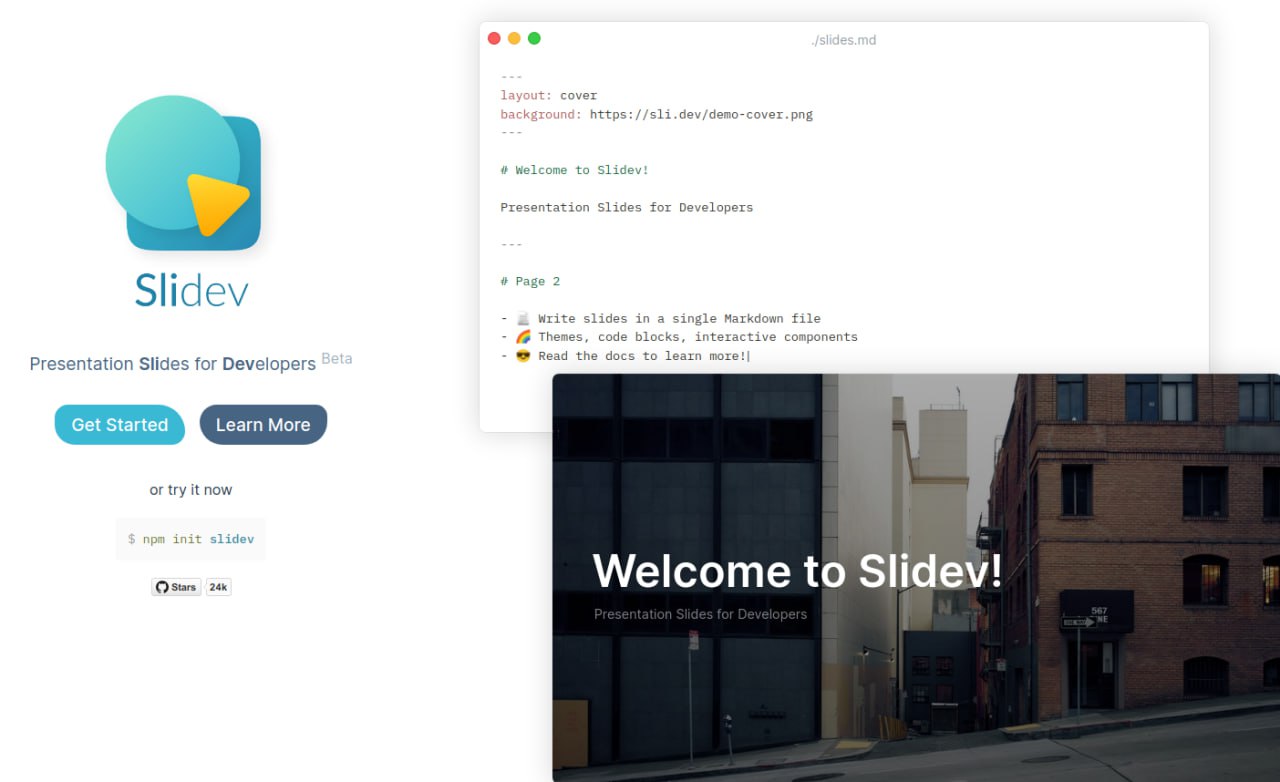 Slidev
Presentation Slides for Developers Beta
Get Started
Learn More
or try it now
$ npm init slidev
Stars
24k
./slides.md
---
layout: cover
background: https://sli.dev/demo-cover.png
---
# Welcome to Slidev!
Presentation Slides for Developers
---
# Page 2
- 📄 Write slides in a single Markdown file
- 🌈 Themes, code blocks, interactive components
- 😎 Read the docs to learn more!|
Welcome to Slidev!
Presentation Slides for Developers
567
ONE WAY